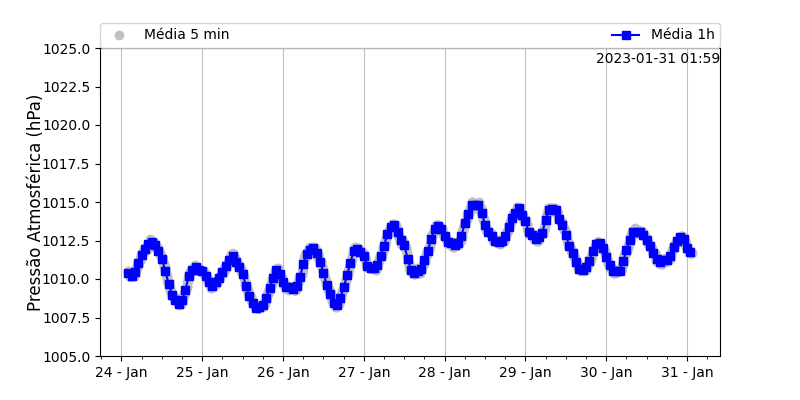 Média 5 min
Média 1h
2023-01-31 01:59
Pressão Atmosférica (hPa)
1025.0
1022.5
1020.0
1017.5
1015.0
1012.5
1010.0
1007.5
1005.0
24 - Jan
25 - Jan
26 - Jan
27 - Jan
28 - Jan
29 - Jan
30 - Jan
31 - Jan